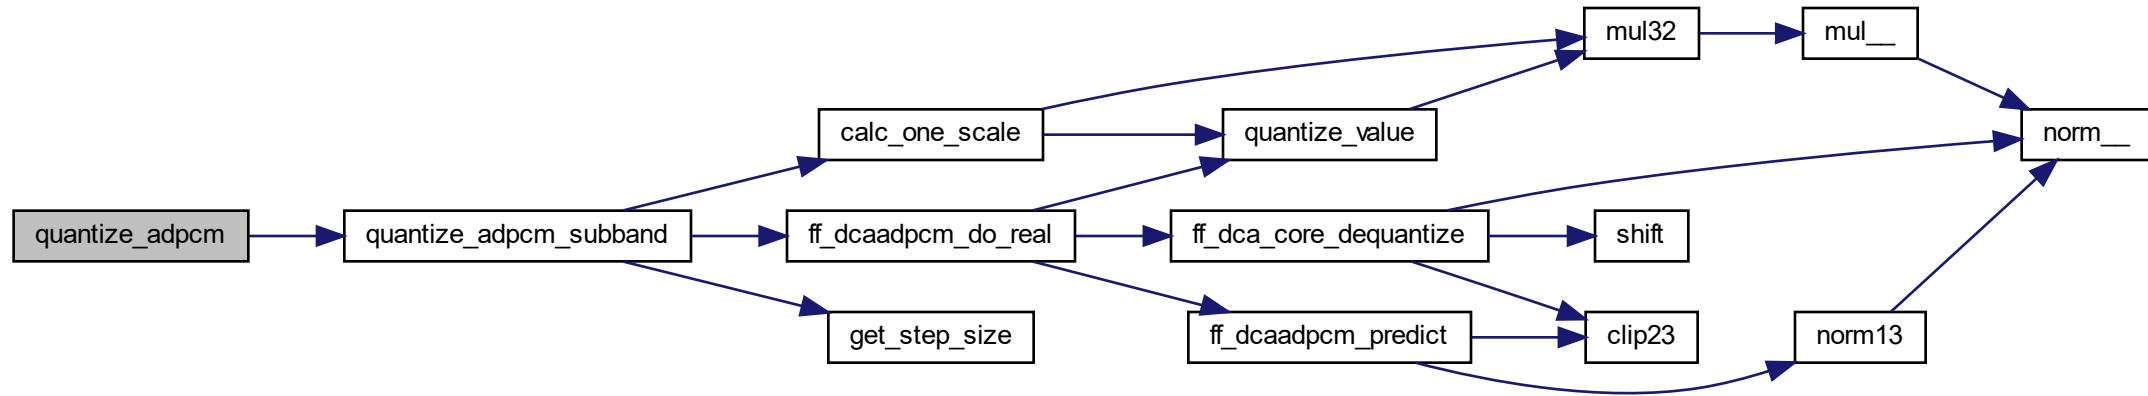 mul32
mul__
calc_one_scale
quantize_value
norm__
quantize_adpcm
quantize_adpcm_subband
ff_dcaadpcm_do_real
ff_dca_core_dequantize
shift
get_step_size
ff_dcaadpcm_predict
clip23
norm13